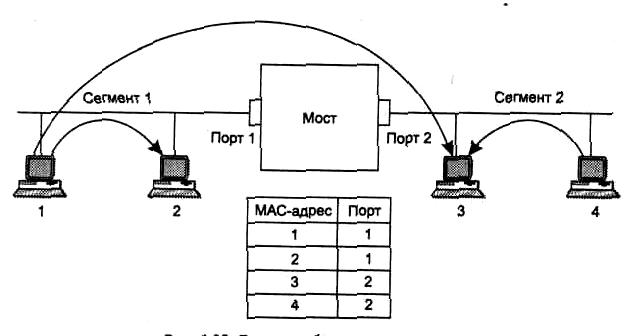 Сегмент 1
Сегмент 2
Мост
Порт 1
Порт 2
1
2
3
4
МАС-адрес Порт
1 1
2 1
3 2
4 2